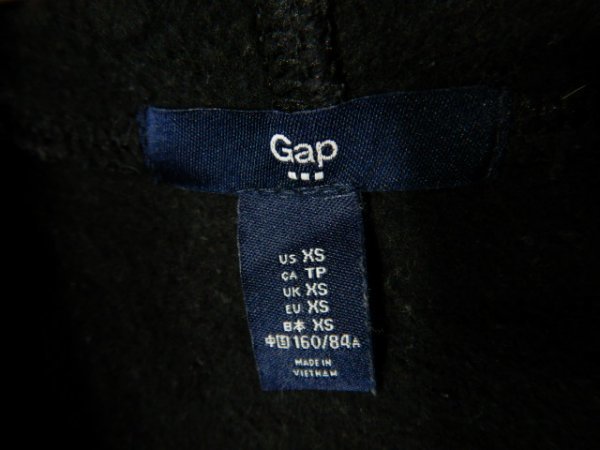 Gap
US XS
CA TP
UK XS
EU XS
日本 XS
中国 160/84A
MADE IN
VIETNAM